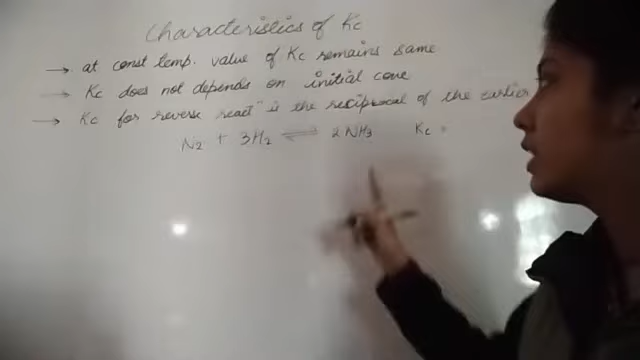 Characteristics of Kc
→ at const temp. value of Kc remains same
→ Kc does not depends on initial conc
→ Kc for reverse reactn is the reciprocal of the earlier
N2 + 3H2 ⇌ 2NH3 Kc =